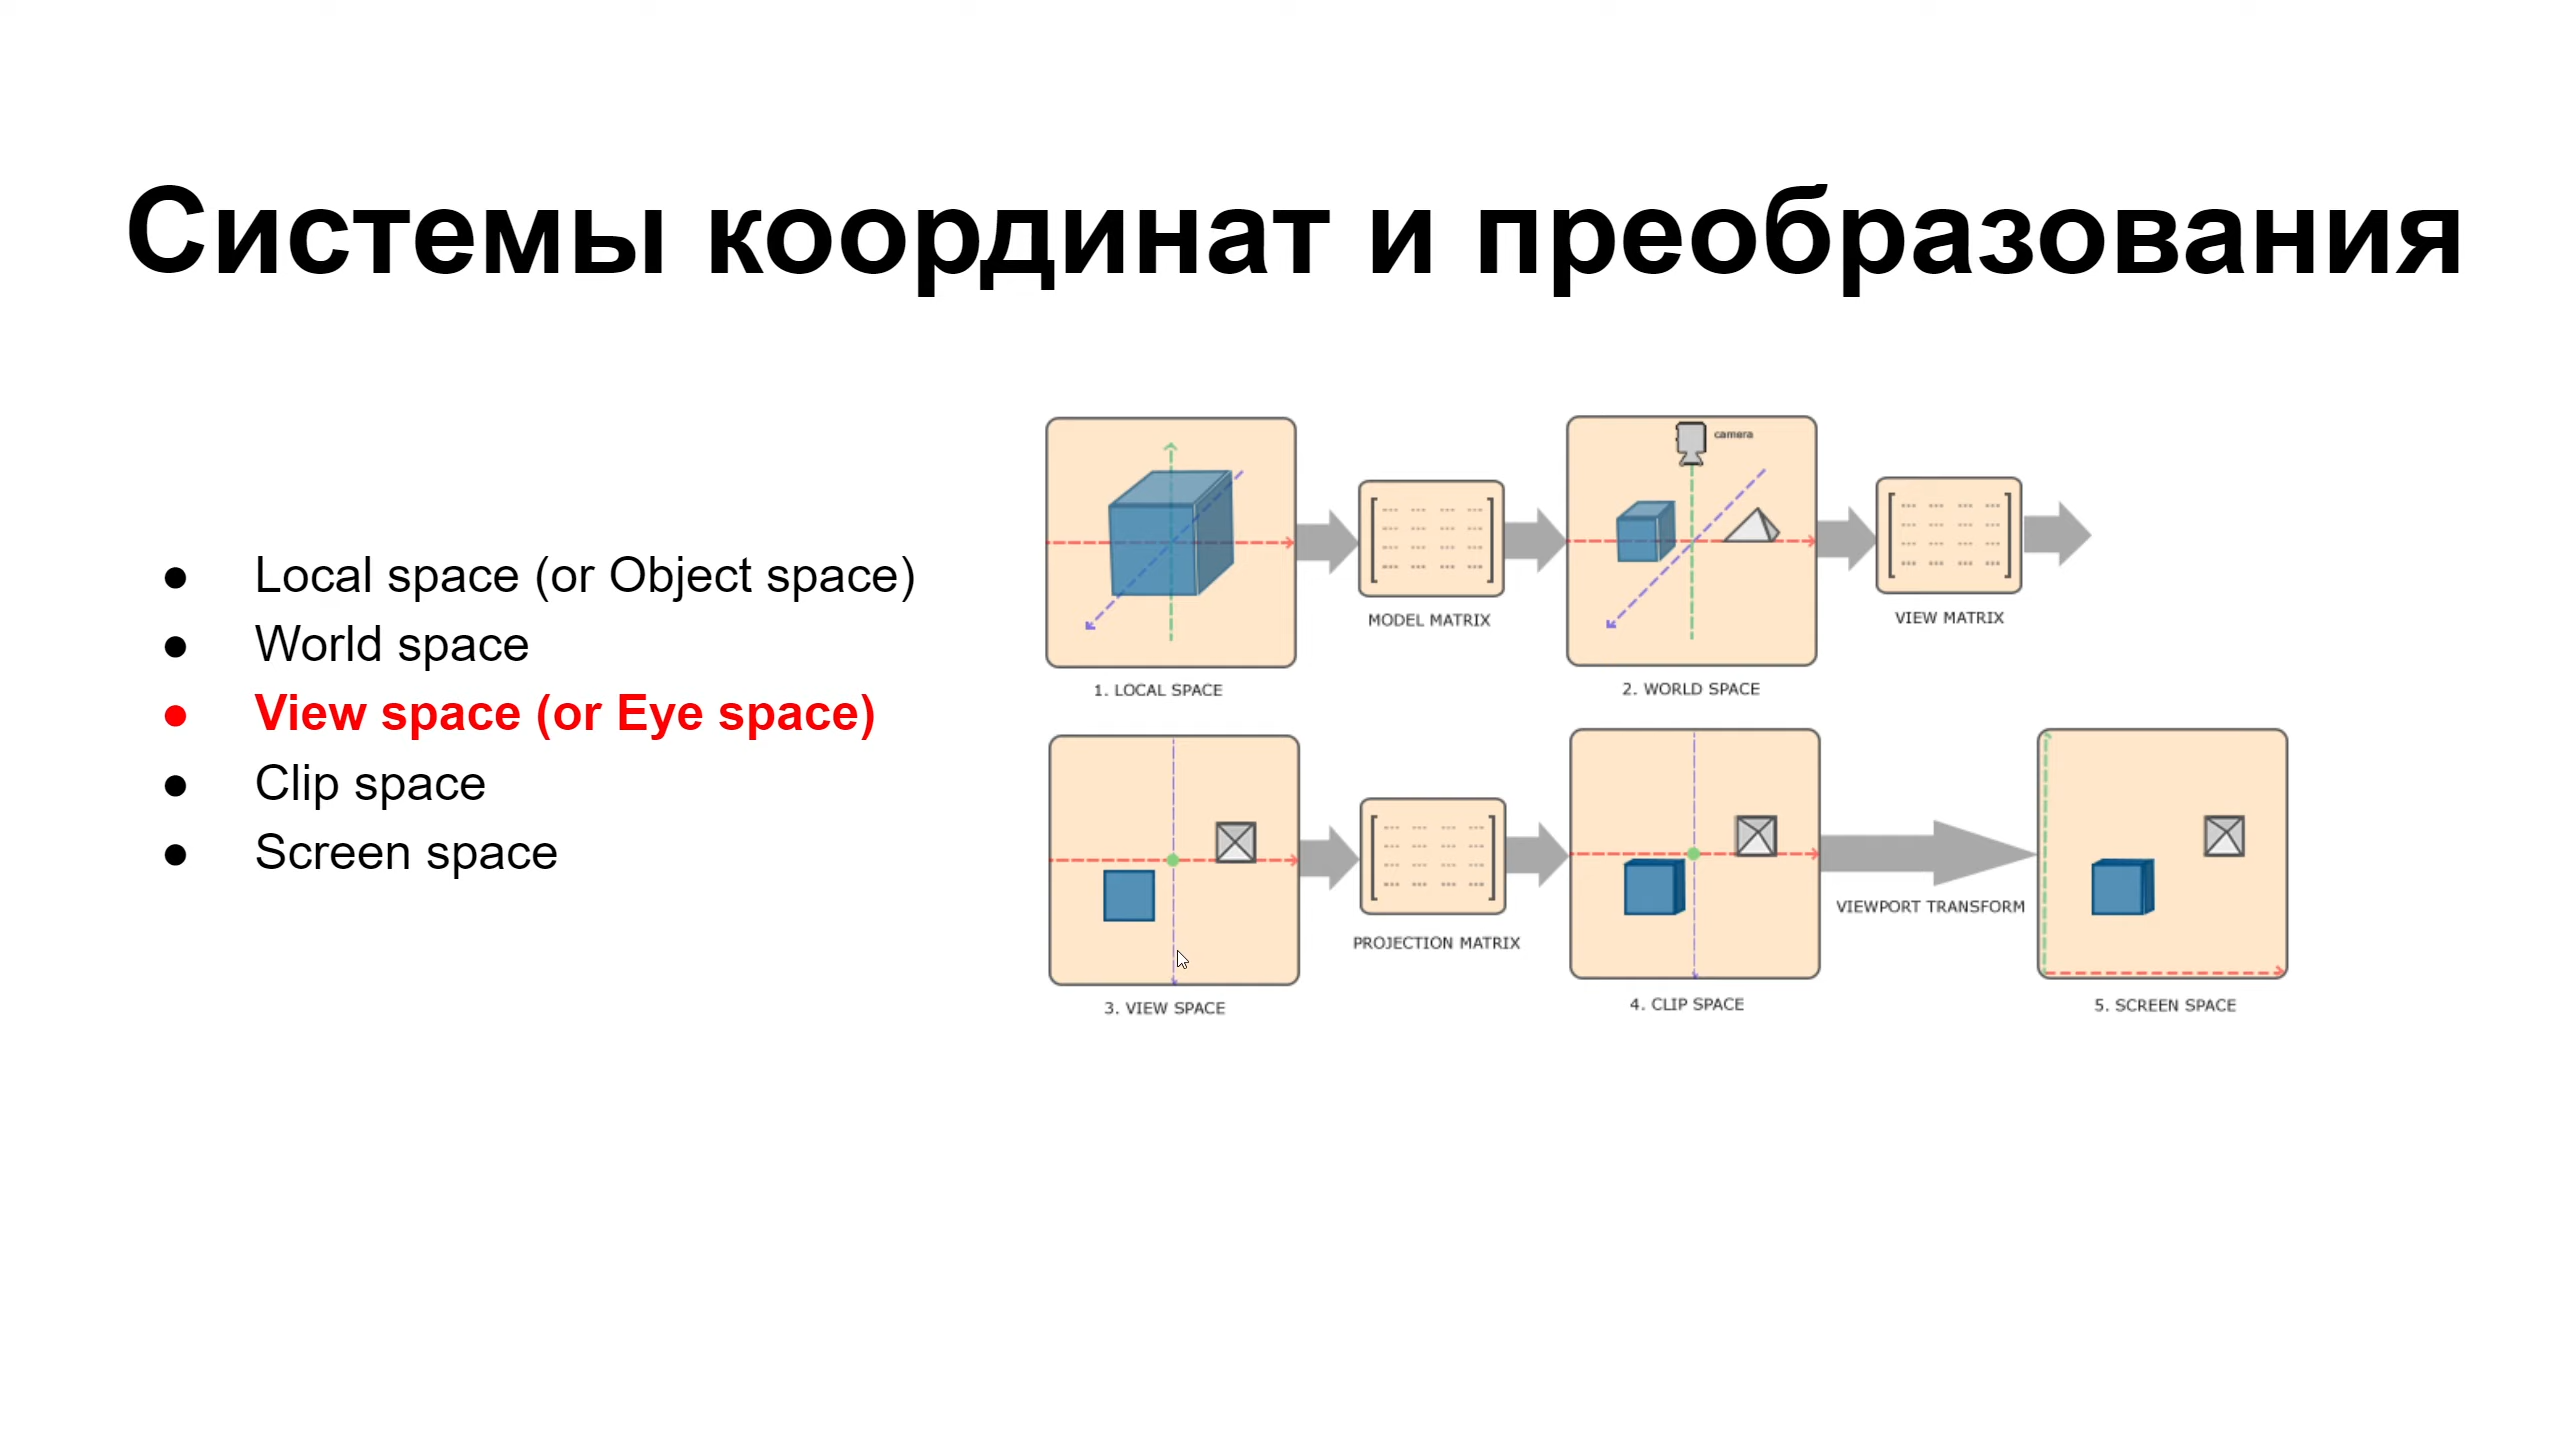 Системы координат и преобразования
● Local space (or Object space)
● World space
● View space (or Eye space)
● Clip space
● Screen space
camera
MODEL MATRIX
VIEW MATRIX
1. LOCAL SPACE
2. WORLD SPACE
PROJECTION MATRIX
VIEWPORT TRANSFORM
3. VIEW SPACE
4. CLIP SPACE
5. SCREEN SPACE